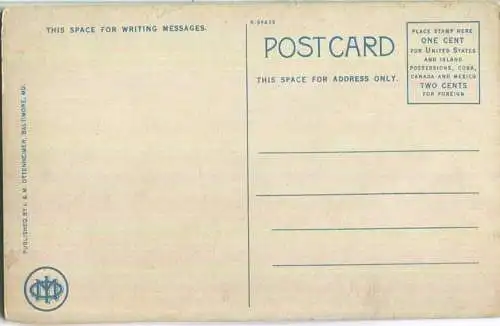 THIS SPACE FOR WRITING MESSAGES.
POSTCARD
THIS SPACE FOR ADDRESS ONLY.
PLACE STAMP HERE
ONE CENT
FOR UNITED STATES
AND ISLAND
POSSESSIONS, CUBA,
CANADA AND MEXICO
TWO CENTS
FOR FOREIGN
PUBLISHED BY I. & M. OTTENHEIMER, BALTIMORE, MD.